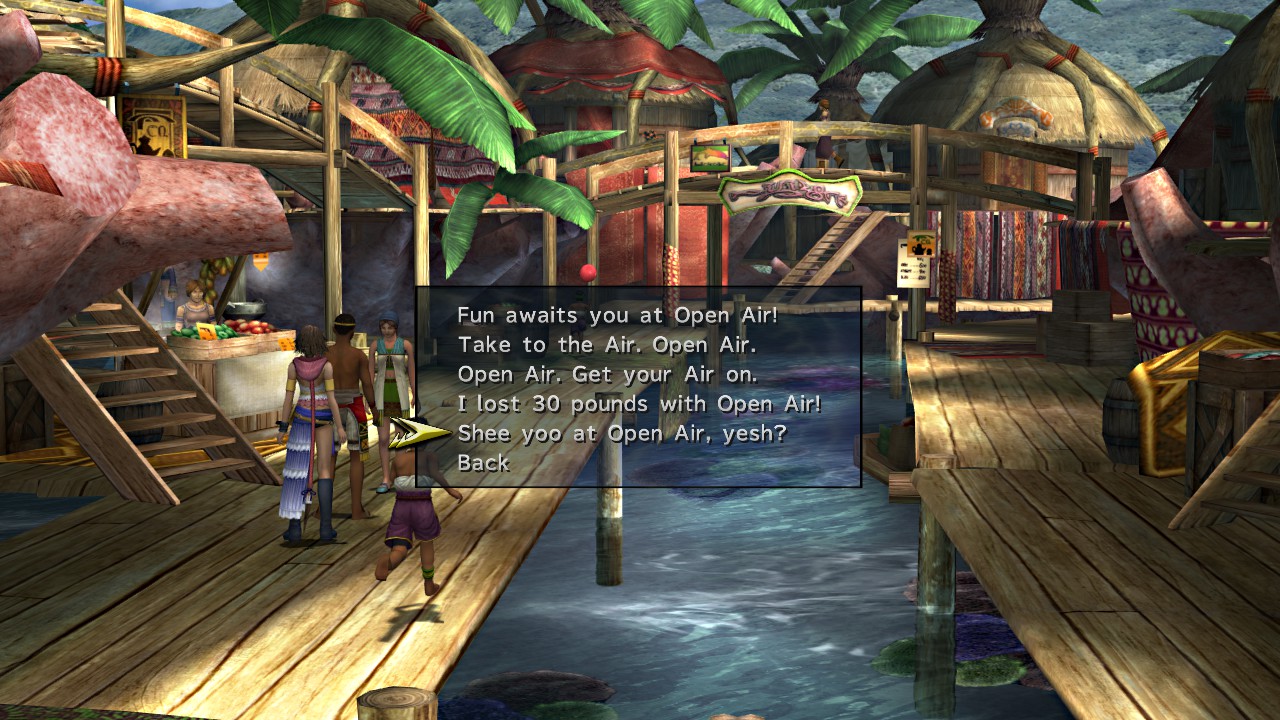 Fun awaits you at Open Air!
Take to the Air. Open Air.
Open Air. Get your Air on.
I lost 30 pounds with Open Air!
Shee yoo at Open Air, yesh?
Back